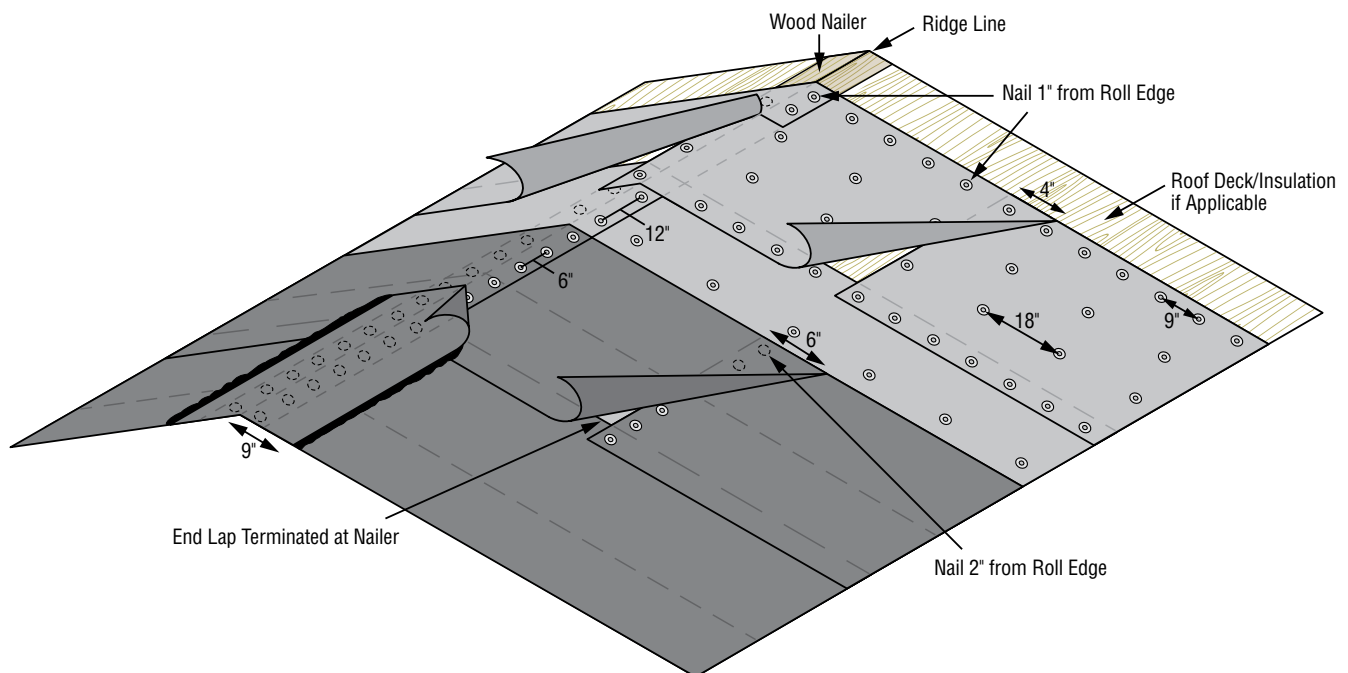 Wood Nailer
Ridge Line
Nail 1" from Roll Edge
Roof Deck/Insulation
if Applicable
4"
12"
6"
18"
9"
6"
9"
End Lap Terminated at Nailer
Nail 2" from Roll Edge